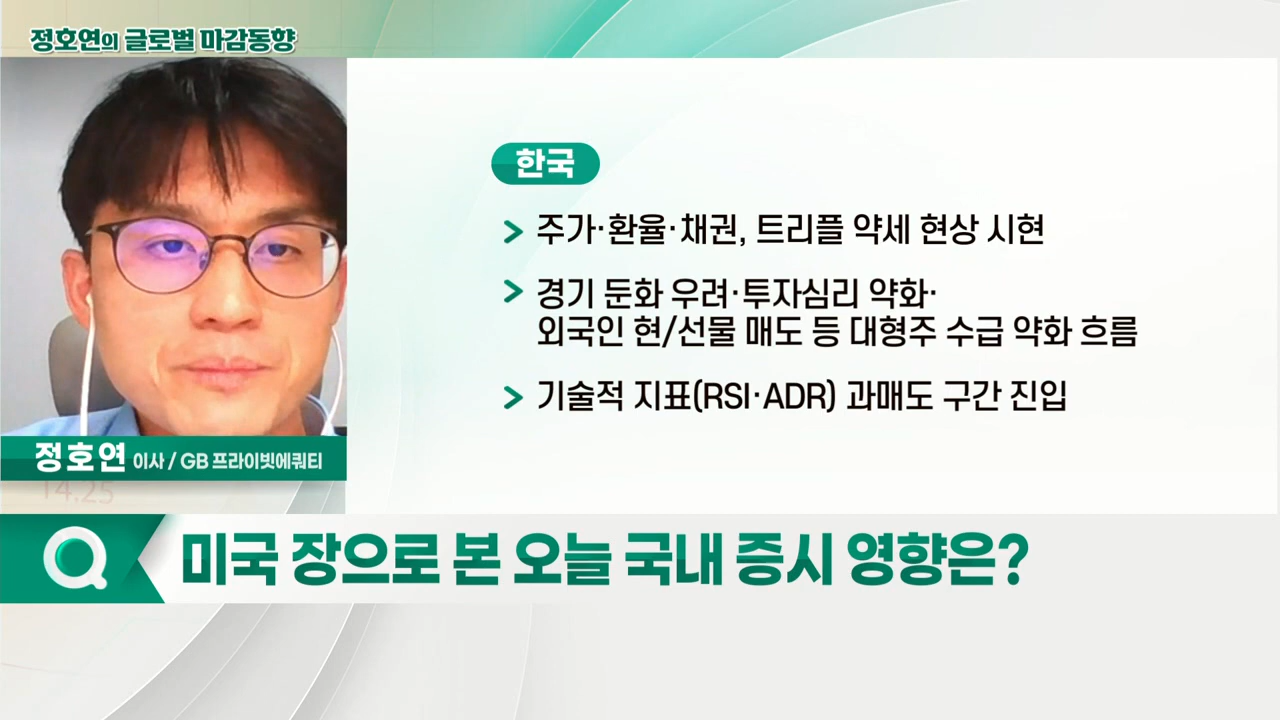 정호연의 글로벌 마감동향
한국
주가·환율·채권, 트리플 약세 현상 시현
경기 둔화 우려·투자심리 약화·
외국인 현/선물 매도 등 대형주 수급 약화 흐름
기술적 지표(RSI·ADR) 과매도 구간 진입
정호연 이사 / GB 프라이빗에쿼티
14.25
Q 미국 장으로 본 오늘 국내 증시 영향은?